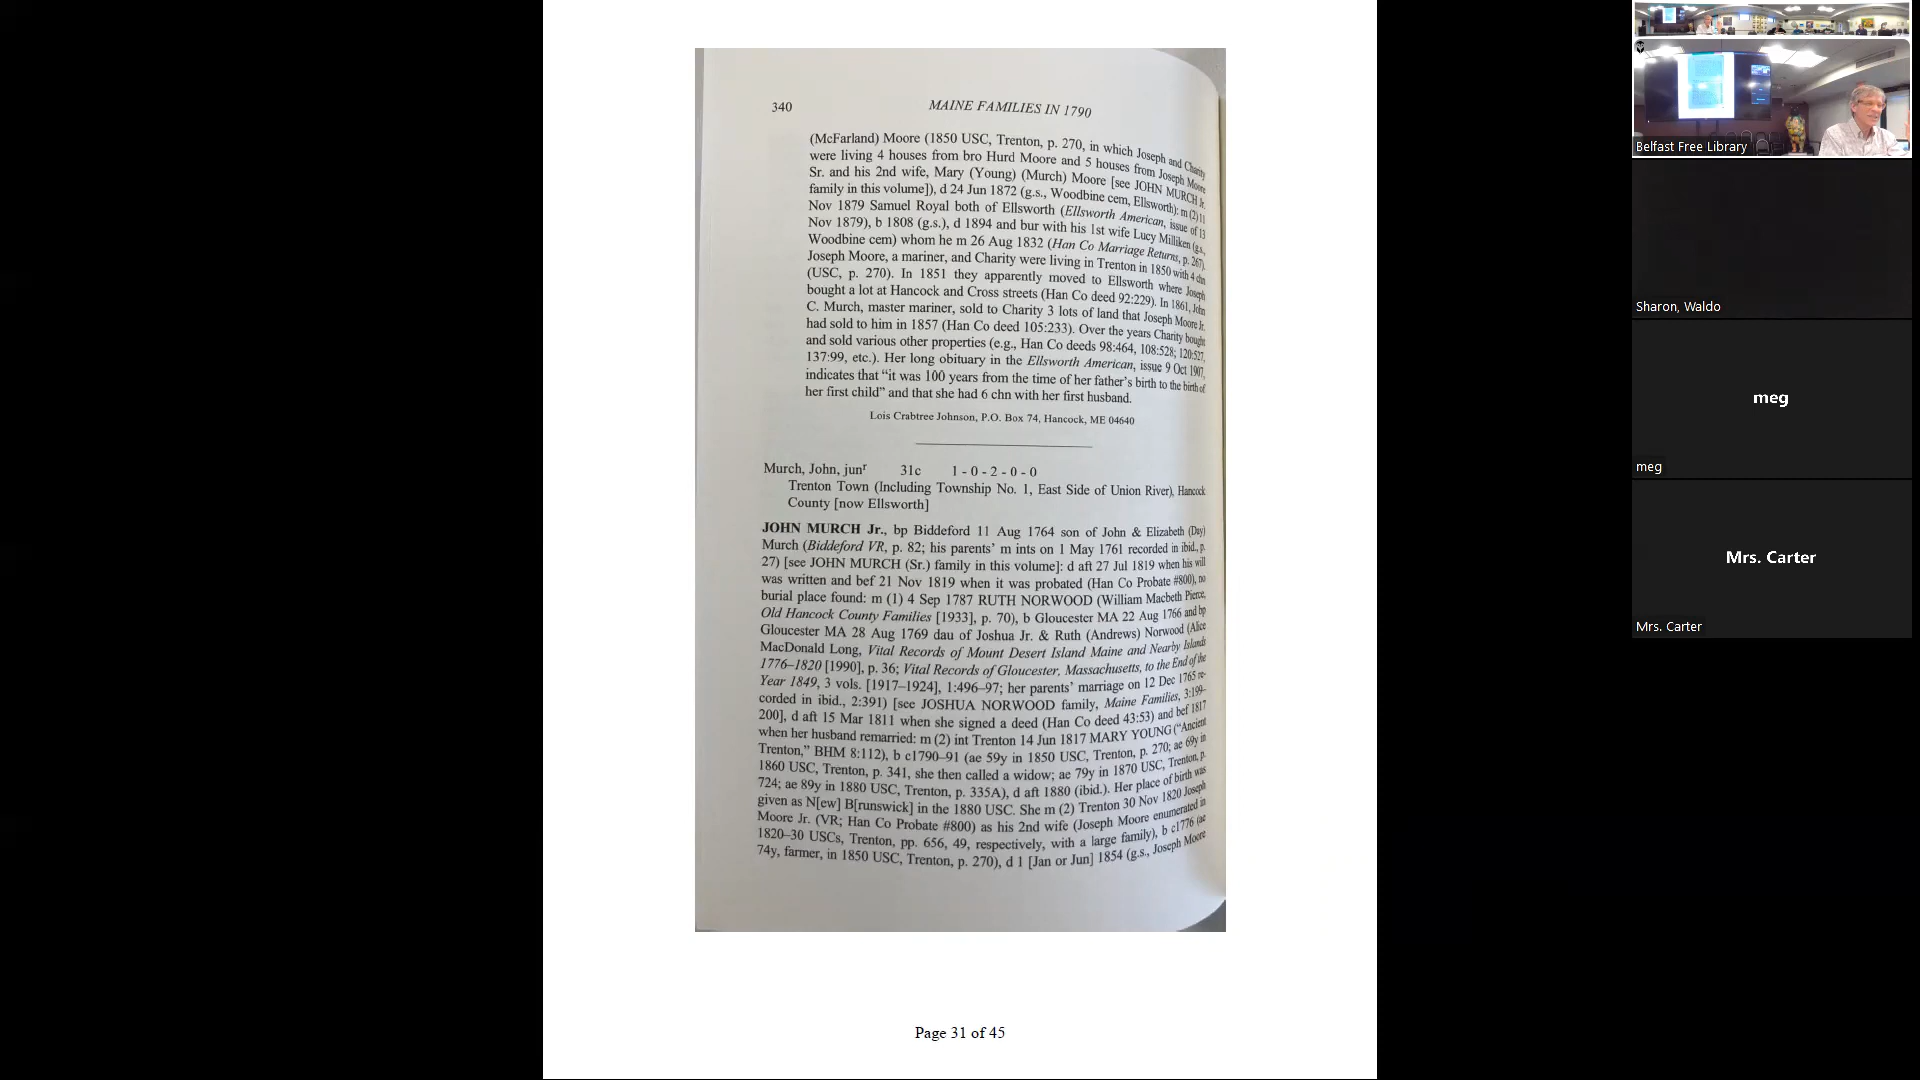 340 MAINE FAMILIES IN 1790
(McFarland) Moore (1850 USC, Trenton, p. 270, in which Joseph and Charity
were living 4 houses from bro Hurd Moore and 5 houses from Joseph Moore
Sr. and his 2nd wife, Mary (Young) (Murch) Moore [see JOHN MURCH Jr.
family in this volume]), d 24 Jun 1872 (g.s., Woodbine cem, Ellsworth): m (2) 11
Nov 1879 Samuel Royal both of Ellsworth (Ellsworth American, issue of 13
Nov 1879), b 1808 (g.s.), d 1894 and bur with his 1st wife Lucy Milliken (g.s.,
Woodbine cem) whom he m 26 Aug 1832 (Han Co Marriage Returns, p. 267).
Joseph Moore, a mariner, and Charity were living in Trenton in 1850 with 4 chn
(USC, p. 270). In 1851 they apparently moved to Ellsworth where Joseph
bought a lot at Hancock and Cross streets (Han Co deed 92:229). In 1861, John
C. Murch, master mariner, sold to Charity 3 lots of land that Joseph Moore Jr.
had sold to him in 1857 (Han Co deed 105:233). Over the years Charity bought
and sold various other properties (e.g., Han Co deeds 98:464, 108:528; 120:527,
137:99, etc.). Her long obituary in the Ellsworth American, issue 9 Oct 1907,
indicates that “it was 100 years from the time of her father’s birth to the birth of
her first child” and that she had 6 chn with her first husband.
Lois Crabtree Johnson, P.O. Box 74, Hancock, ME 04640
Murch, John, junr 31c 1 - 0 - 2 - 0 - 0
Trenton Town (Including Township No. 1, East Side of Union River), Hancock
County [now Ellsworth]
JOHN MURCH Jr., bp Biddeford 11 Aug 1764 son of John & Elizabeth (Day)
Murch (Biddeford VR, p. 82; his parents’ m ints on 1 May 1761 recorded in ibid., p.
27) [see JOHN MURCH (Sr.) family in this volume]: d aft 27 Jul 1819 when his will
was written and bef 21 Nov 1819 when it was probated (Han Co Probate #800), no
burial place found: m (1) 4 Sep 1787 RUTH NORWOOD (William Macbeth Pierce,
Old Hancock County Families [1933], p. 70), b Gloucester MA 22 Aug 1766 and bp
Gloucester MA 28 Aug 1769 dau of Joshua Jr. & Ruth (Andrews) Norwood (Alice
MacDonald Long, Vital Records of Mount Desert Island Maine and Nearby Islands
1776–1820 [1990], p. 36; Vital Records of Gloucester, Massachusetts, to the End of the
Year 1849, 3 vols. [1917–1924], 1:496–97; her parents’ marriage on 12 Dec 1765 re-
corded in ibid., 2:391) [see JOSHUA NORWOOD family, Maine Families, 3:199–
200], d aft 15 Mar 1811 when she signed a deed (Han Co deed 43:53) and bef 1817
when her husband remarried: m (2) int Trenton 14 Jun 1817 MARY YOUNG (“Ancient
Trenton,” BHM 8:112), b c1790–91 (ae 59y in 1850 USC, Trenton, p. 270; ae 69y in
1860 USC, Trenton, p. 341, she then called a widow; ae 79y in 1870 USC, Trenton, p.
724; ae 89y in 1880 USC, Trenton, p. 335A), d aft 1880 (ibid.). Her place of birth was
given as N[ew] B[runswick] in the 1880 USC. She m (2) Trenton 30 Nov 1820 Joseph
Moore Jr. (VR; Han Co Probate #800) as his 2nd wife (Joseph Moore enumerated in
1820–30 USCs, Trenton, pp. 656, 49, respectively, with a large family), b c1776 (ae
74y, farmer, in 1850 USC, Trenton, p. 270), d 1 [Jan or Jun] 1854 (g.s., Joseph Moore
Page 31 of 45
Belfast Free Library
Sharon, Waldo
meg
meg
Mrs. Carter
Mrs. Carter